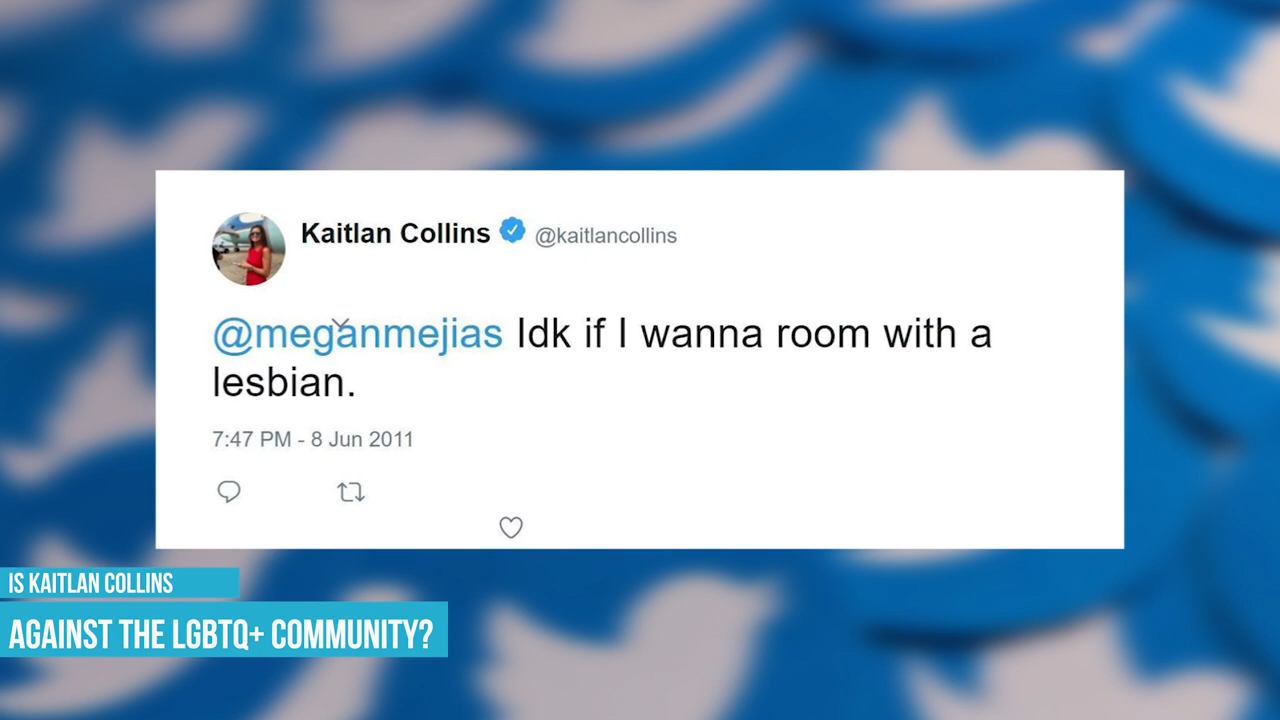 Kaitlan Collins @kaitlancollins
@meganmejias Idk if I wanna room with a
lesbian.
7:47 PM - 8 Jun 2011
IS KAITLAN COLLINS
AGAINST THE LGBTQ+ COMMUNITY?